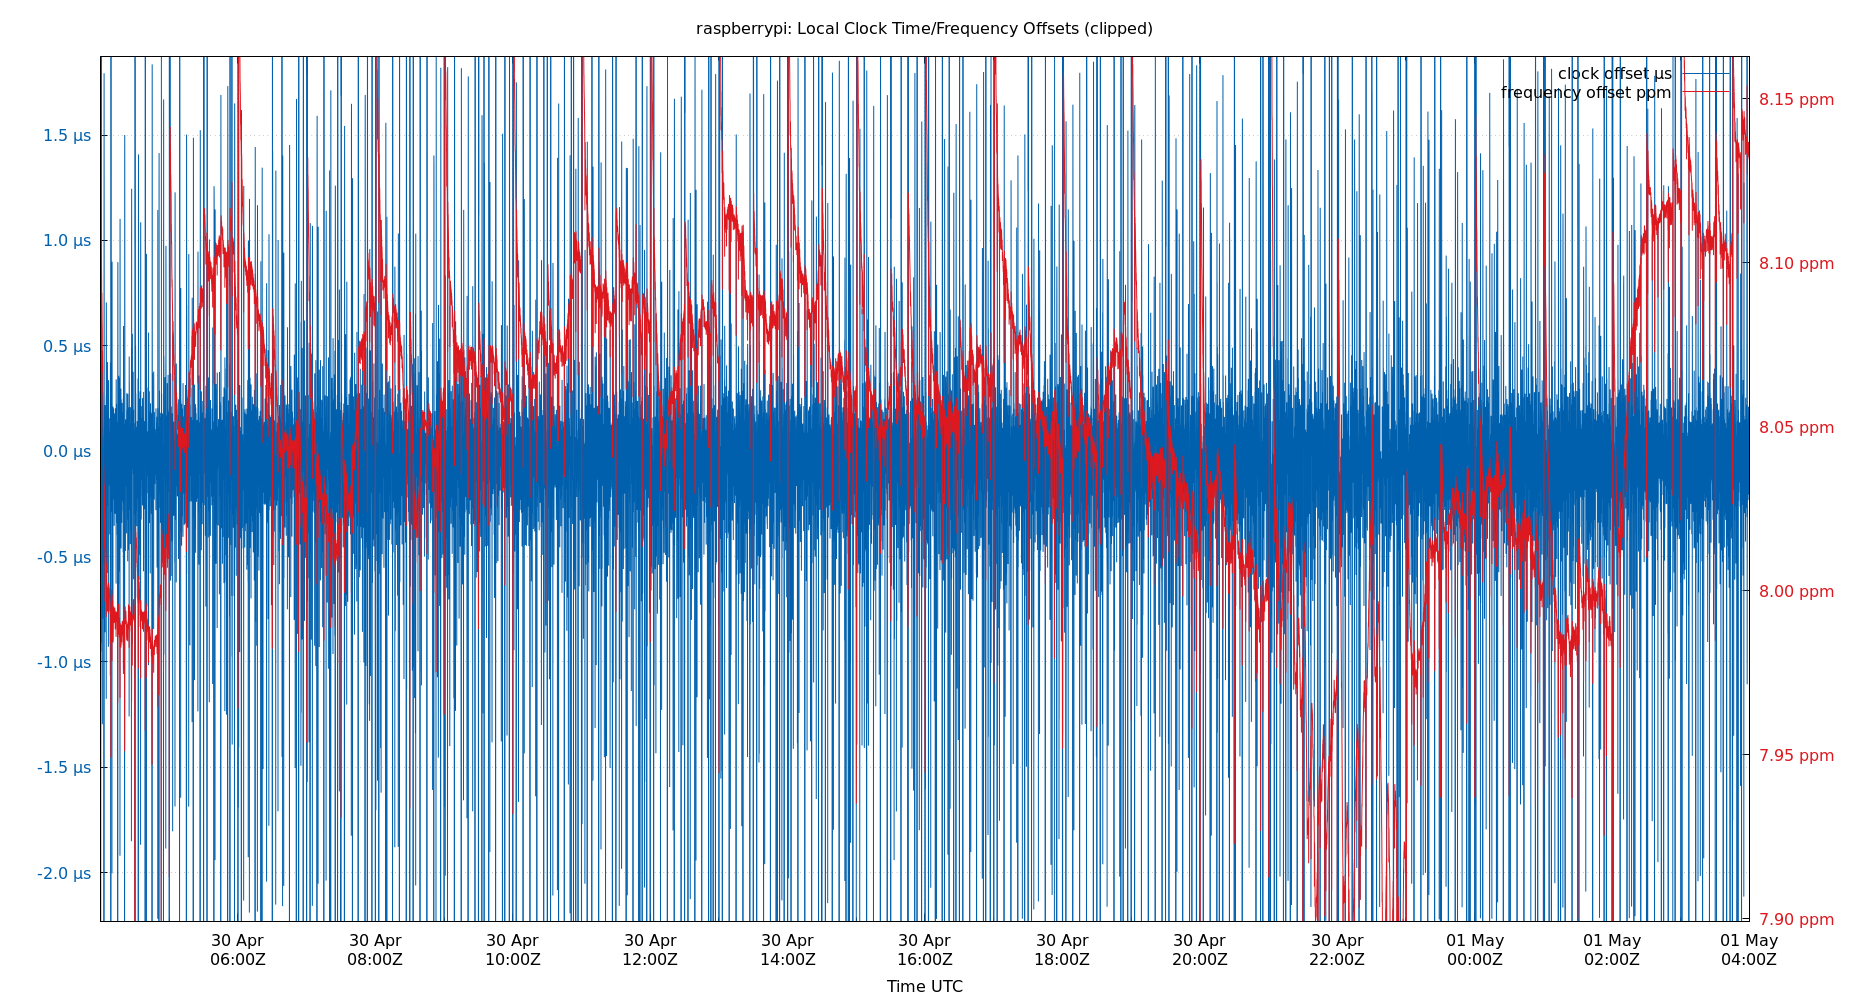 raspberrypi: Local Clock Time/Frequency Offsets (clipped)
clock offset µs
frequency offset ppm
1.5 µs
1.0 µs
0.5 µs
0.0 µs
-0.5 µs
-1.0 µs
-1.5 µs
-2.0 µs
8.15 ppm
8.10 ppm
8.05 ppm
8.00 ppm
7.95 ppm
7.90 ppm
30 Apr
06:00Z
30 Apr
08:00Z
30 Apr
10:00Z
30 Apr
12:00Z
30 Apr
14:00Z
30 Apr
16:00Z
30 Apr
18:00Z
30 Apr
20:00Z
30 Apr
22:00Z
01 May
00:00Z
01 May
02:00Z
01 May
04:00Z
Time UTC